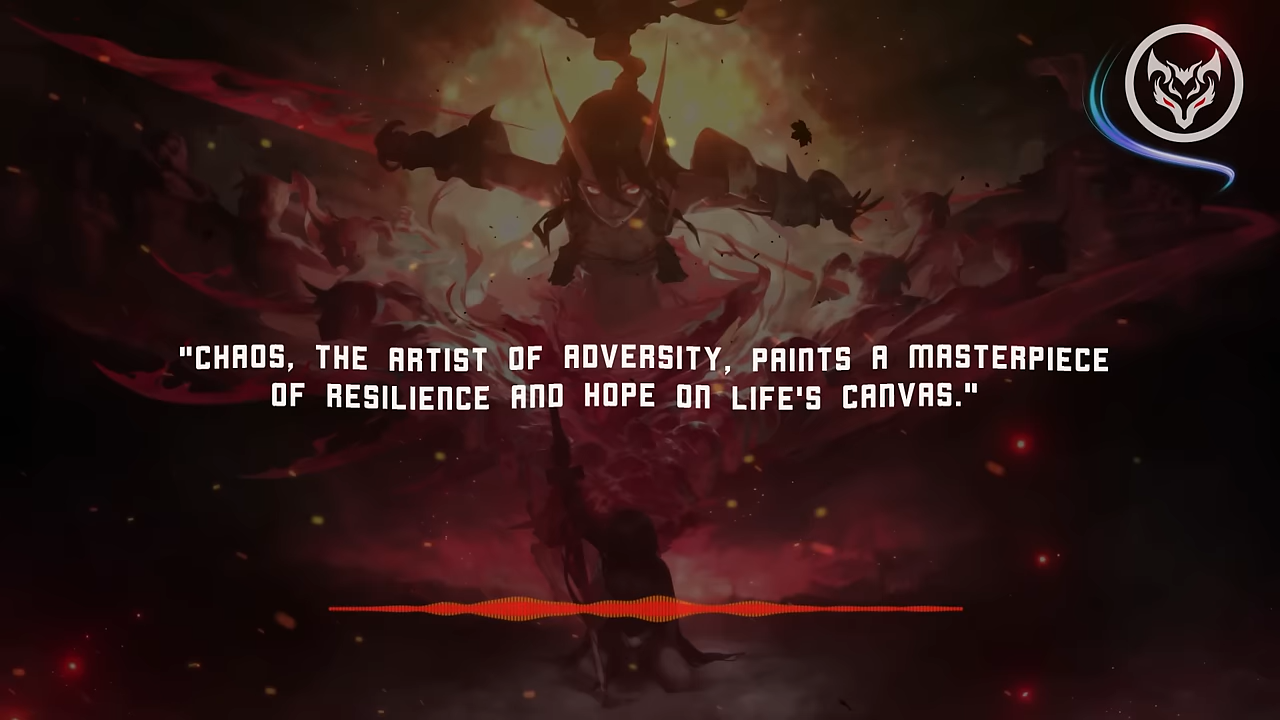 "CHAOS, THE ARTIST OF ADVERSITY, PAINTS A MASTERPIECE
OF RESILIENCE AND HOPE ON LIFE'S CANVAS."